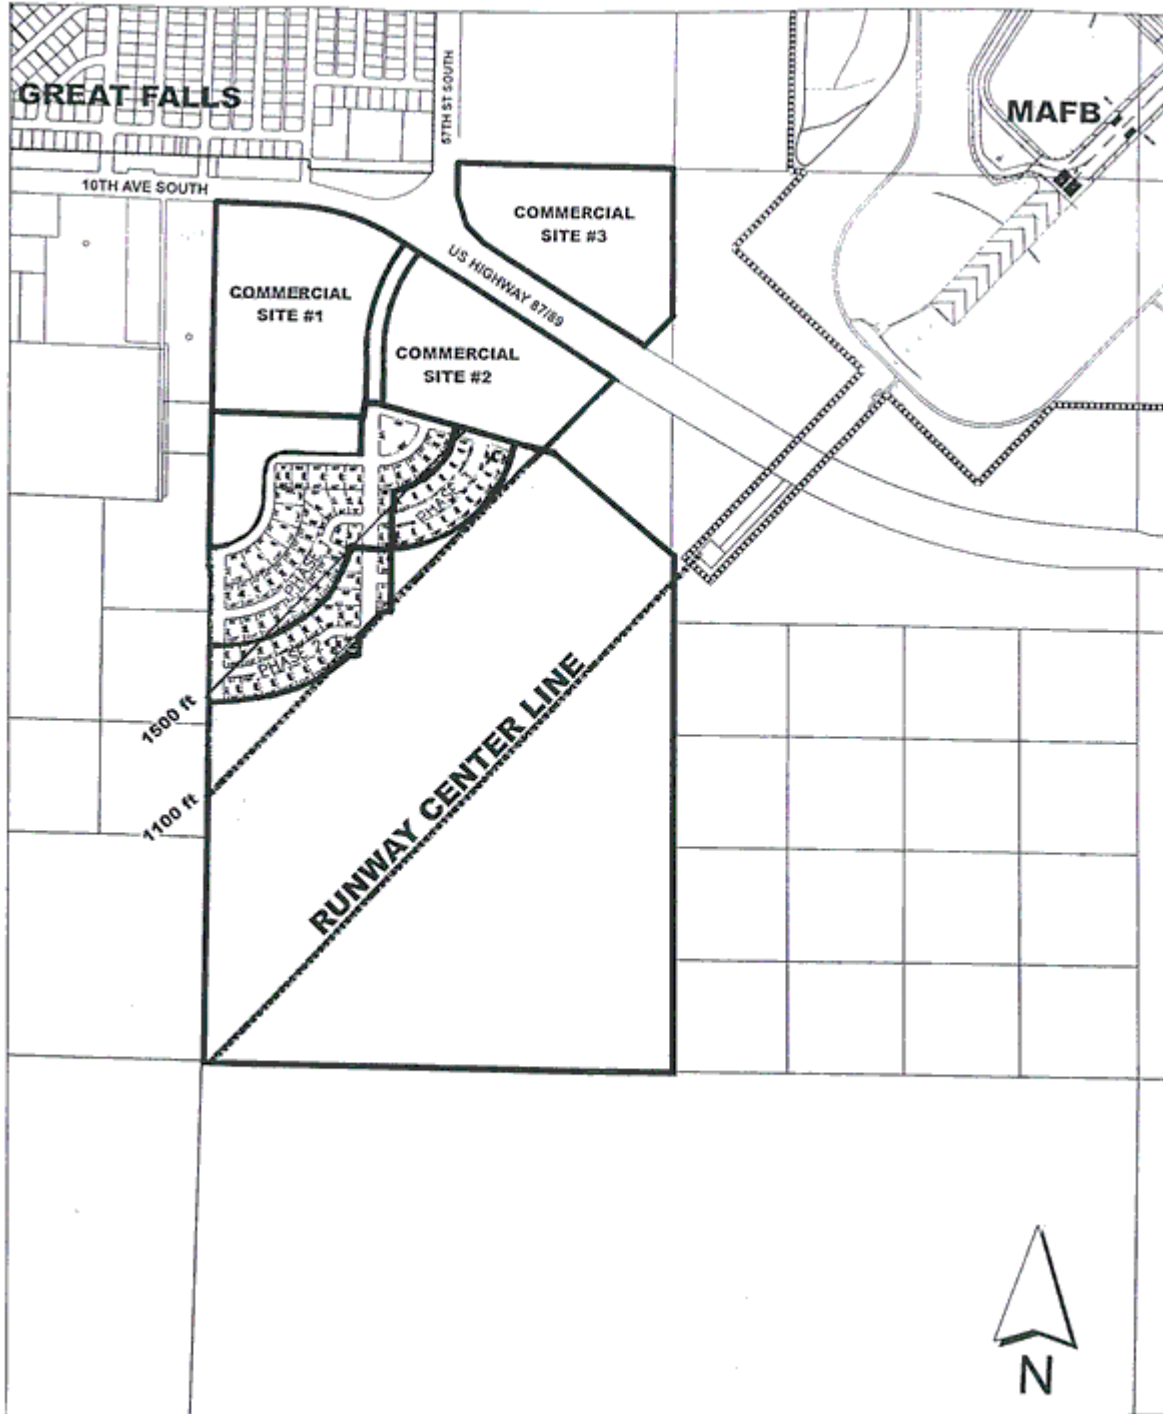 GREAT FALLS
57TH ST SOUTH
MAFB
10TH AVE SOUTH
COMMERCIAL
SITE #3
US HIGHWAY 87/89
COMMERCIAL
SITE #1
COMMERCIAL
SITE #2
PHASE
PHASE
PHASE 2
1500 ft
1100 ft
RUNWAY CENTER LINE
N